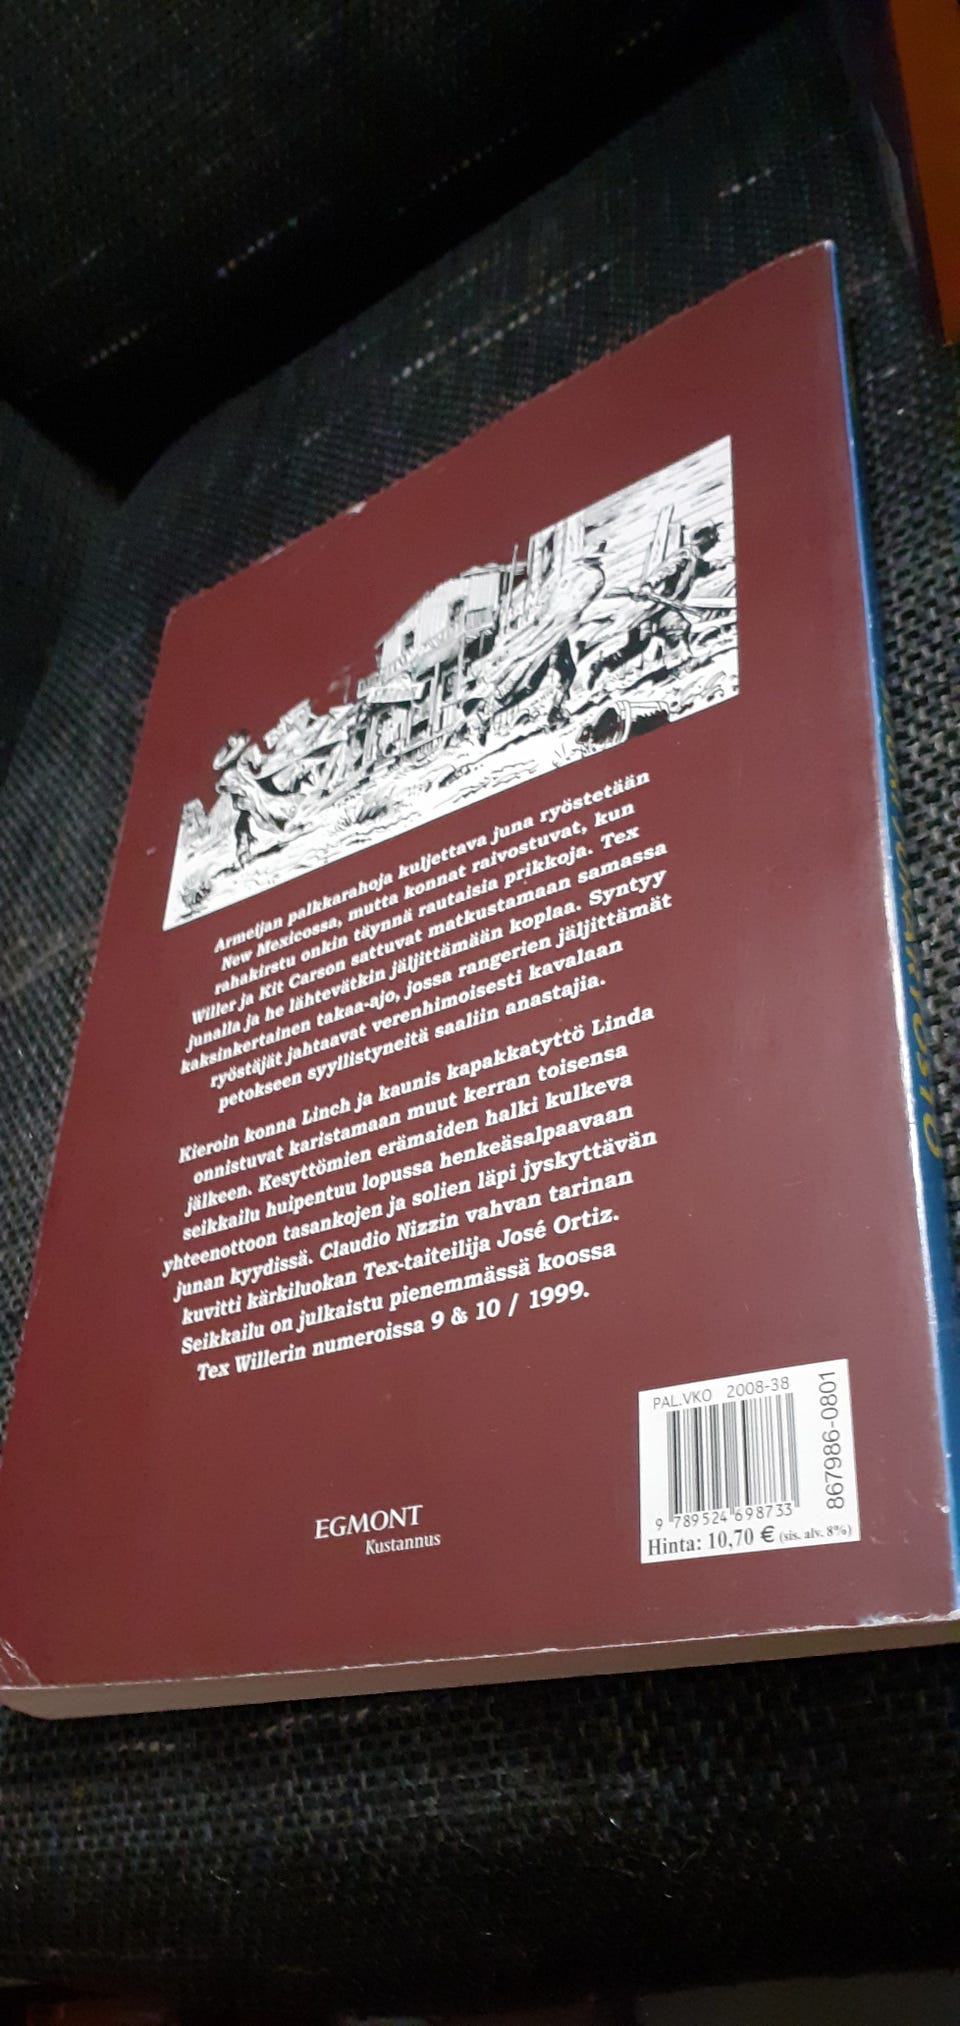 Armeijan palkkarahoja kuljettava juna ryöstetään
New Mexicossa, mutta konnat raivostuvat, kun
rahakirstu onkin täynnä rautaisia prikkoja. Tex
Willer ja Kit Carson sattuvat matkustamaan samassa
junalla ja he lähtevätkin jäljittämään koplaa. Syntyy
kaksinkertainen takaa-ajo, jossa rangerien jäljittämät
ryöstäjät jahtaavat verenhimoisesti kavalaan
petokseen syyllistyneitä saaliin anastajia.
Kieroin konna Linch ja kaunis kapakkatyttö Linda
onnistuvat karistamaan muut kerran toisensa
jälkeen. Kesyttömien erämaiden halki kulkeva
seikkailu huipentuu lopussa henkeäsalpaavaan
yhteenottoon tasankojen ja solien läpi jyskyttävän
junan kyydissä. Claudio Nizzin vahvan tarinan
kuvitti kärkiluokan Tex-taiteilija José Ortiz.
Seikkailu on julkaistu pienemmässä koossa
Tex Willerin numeroissa 9 & 10 / 1999.
EGMONT
Kustannus
PAL.VKO 2008-38
867986-0801
9 789524 698733
Hinta: 10,70 € (sis. alv. 8%)